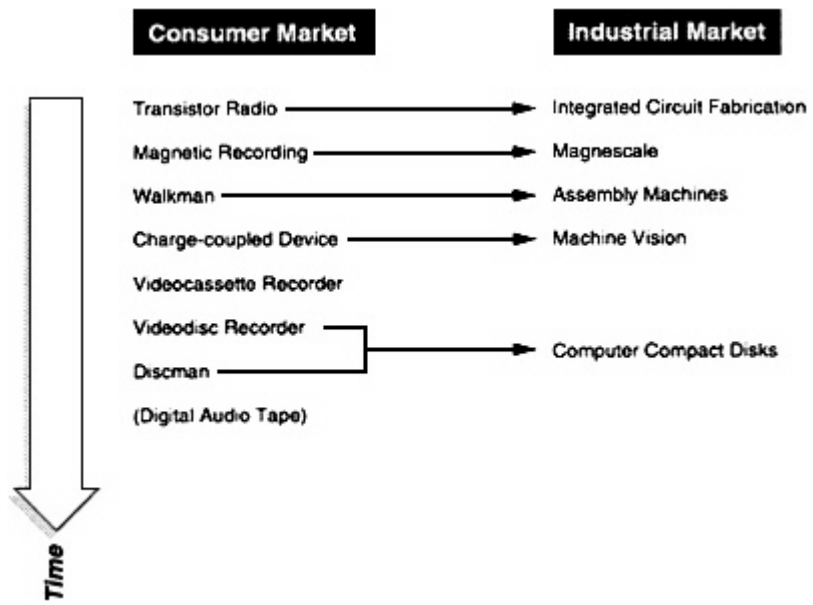 Consumer Market
Industrial Market
Transistor Radio
Integrated Circuit Fabrication
Magnetic Recording
Magnescale
Walkman
Assembly Machines
Charge-coupled Device
Machine Vision
Videocassette Recorder
Videodisc Recorder
Computer Compact Disks
Discman
(Digital Audio Tape)
Time